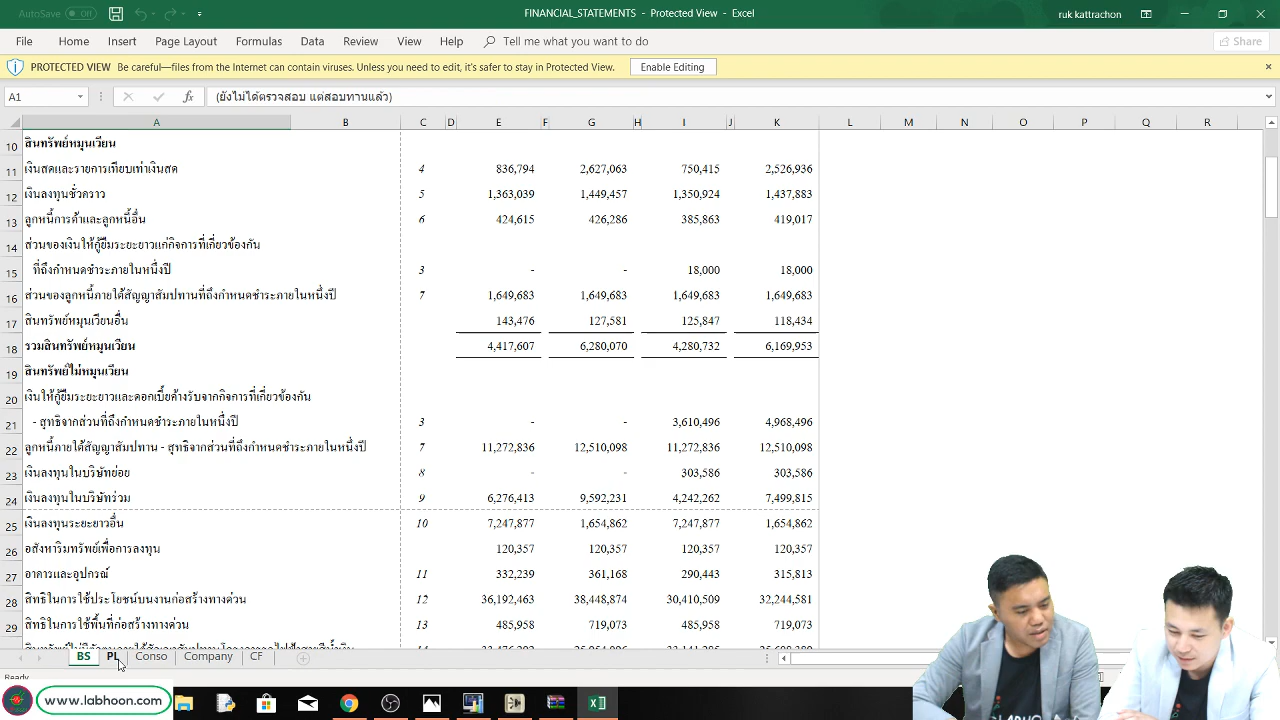 AutoSave Off
FINANCIAL_STATEMENTS - Protected View - Excel
ruk kattrachon
File Home Insert Page Layout Formulas Data Review View Help Tell me what you want to do Share
PROTECTED VIEW Be careful—files from the Internet can contain viruses. Unless you need to edit, it's safer to stay in Protected View. Enable Editing
A1 fx (ยังไม่ได้ตรวจสอบ แต่สอบทานแล้ว)
A B C D E F G H I J K L M N O P Q R
10 สินทรัพย์หมุนเวียน
11 เงินสดและรายการเทียบเท่าเงินสด 4 836,794 2,627,063 750,415 2,526,936
12 เงินลงทุนชั่วคราว 5 1,363,039 1,449,457 1,350,924 1,437,883
13 ลูกหนี้การค้าและลูกหนี้อื่น 6 424,615 426,286 385,863 419,017
14 ส่วนของเงินให้กู้ยืมระยะยาวแก่กิจการที่เกี่ยวข้องกัน
15 ที่ถึงกำหนดชำระภายในหนึ่งปี 3 - - 18,000 18,000
16 ส่วนของลูกหนี้ภายใต้สัญญาสัมปทานที่ถึงกำหนดชำระภายในหนึ่งปี 7 1,649,683 1,649,683 1,649,683 1,649,683
17 สินทรัพย์หมุนเวียนอื่น 143,476 127,581 125,847 118,434
18 รวมสินทรัพย์หมุนเวียน 4,417,607 6,280,070 4,280,732 6,169,953
19 สินทรัพย์ไม่หมุนเวียน
20 เงินให้กู้ยืมระยะยาวและดอกเบี้ยค้างรับจากกิจการที่เกี่ยวข้องกัน
21 - สุทธิจากส่วนที่ถึงกำหนดชำระภายในหนึ่งปี 3 - - 3,610,496 4,968,496
22 ลูกหนี้ภายใต้สัญญาสัมปทาน - สุทธิจากส่วนที่ถึงกำหนดชำระภายในหนึ่งปี 7 11,272,836 12,510,098 11,272,836 12,510,098
23 เงินลงทุนในบริษัทย่อย 8 - - 303,586 303,586
24 เงินลงทุนในบริษัทร่วม 9 6,276,413 9,592,231 4,242,262 7,499,815
25 เงินลงทุนระยะยาวอื่น 10 7,247,877 1,654,862 7,247,877 1,654,862
26 อสังหาริมทรัพย์เพื่อการลงทุน 120,357 120,357 120,357 120,357
27 อาคารและอุปกรณ์ 11 332,239 361,168 290,443 315,813
28 สิทธิในการใช้ประโยชน์บนงานก่อสร้างทางด่วน 12 36,192,463 38,448,874 30,410,509 32,244,581
29 สิทธิในการใช้พื้นที่ก่อสร้างทางด่วน 13 485,958 719,073 485,958 719,073
BS PL Conso Company CF
www.labhoon.com